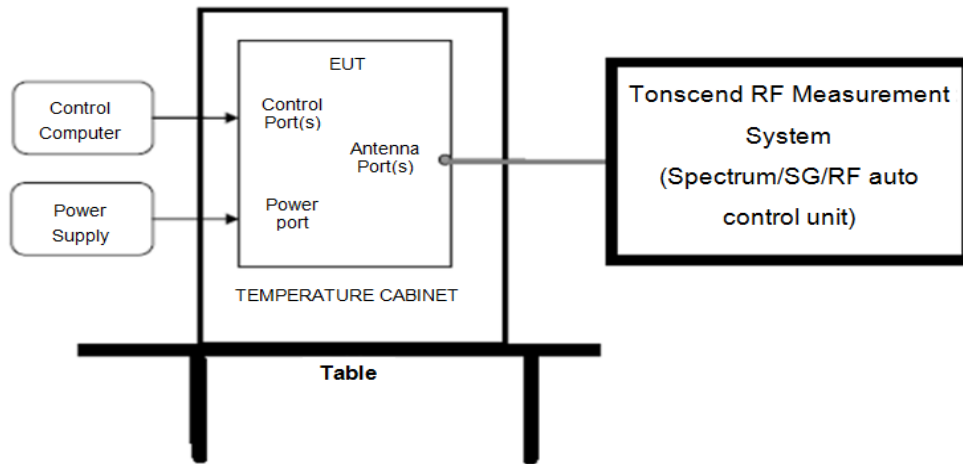 EUT
Control
Computer
Control
Port(s)
Antenna
Port(s)
Power
Supply
Power
port
TEMPERATURE CABINET
Table
Tonscend RF Measurement
System
(Spectrum/SG/RF auto
control unit)